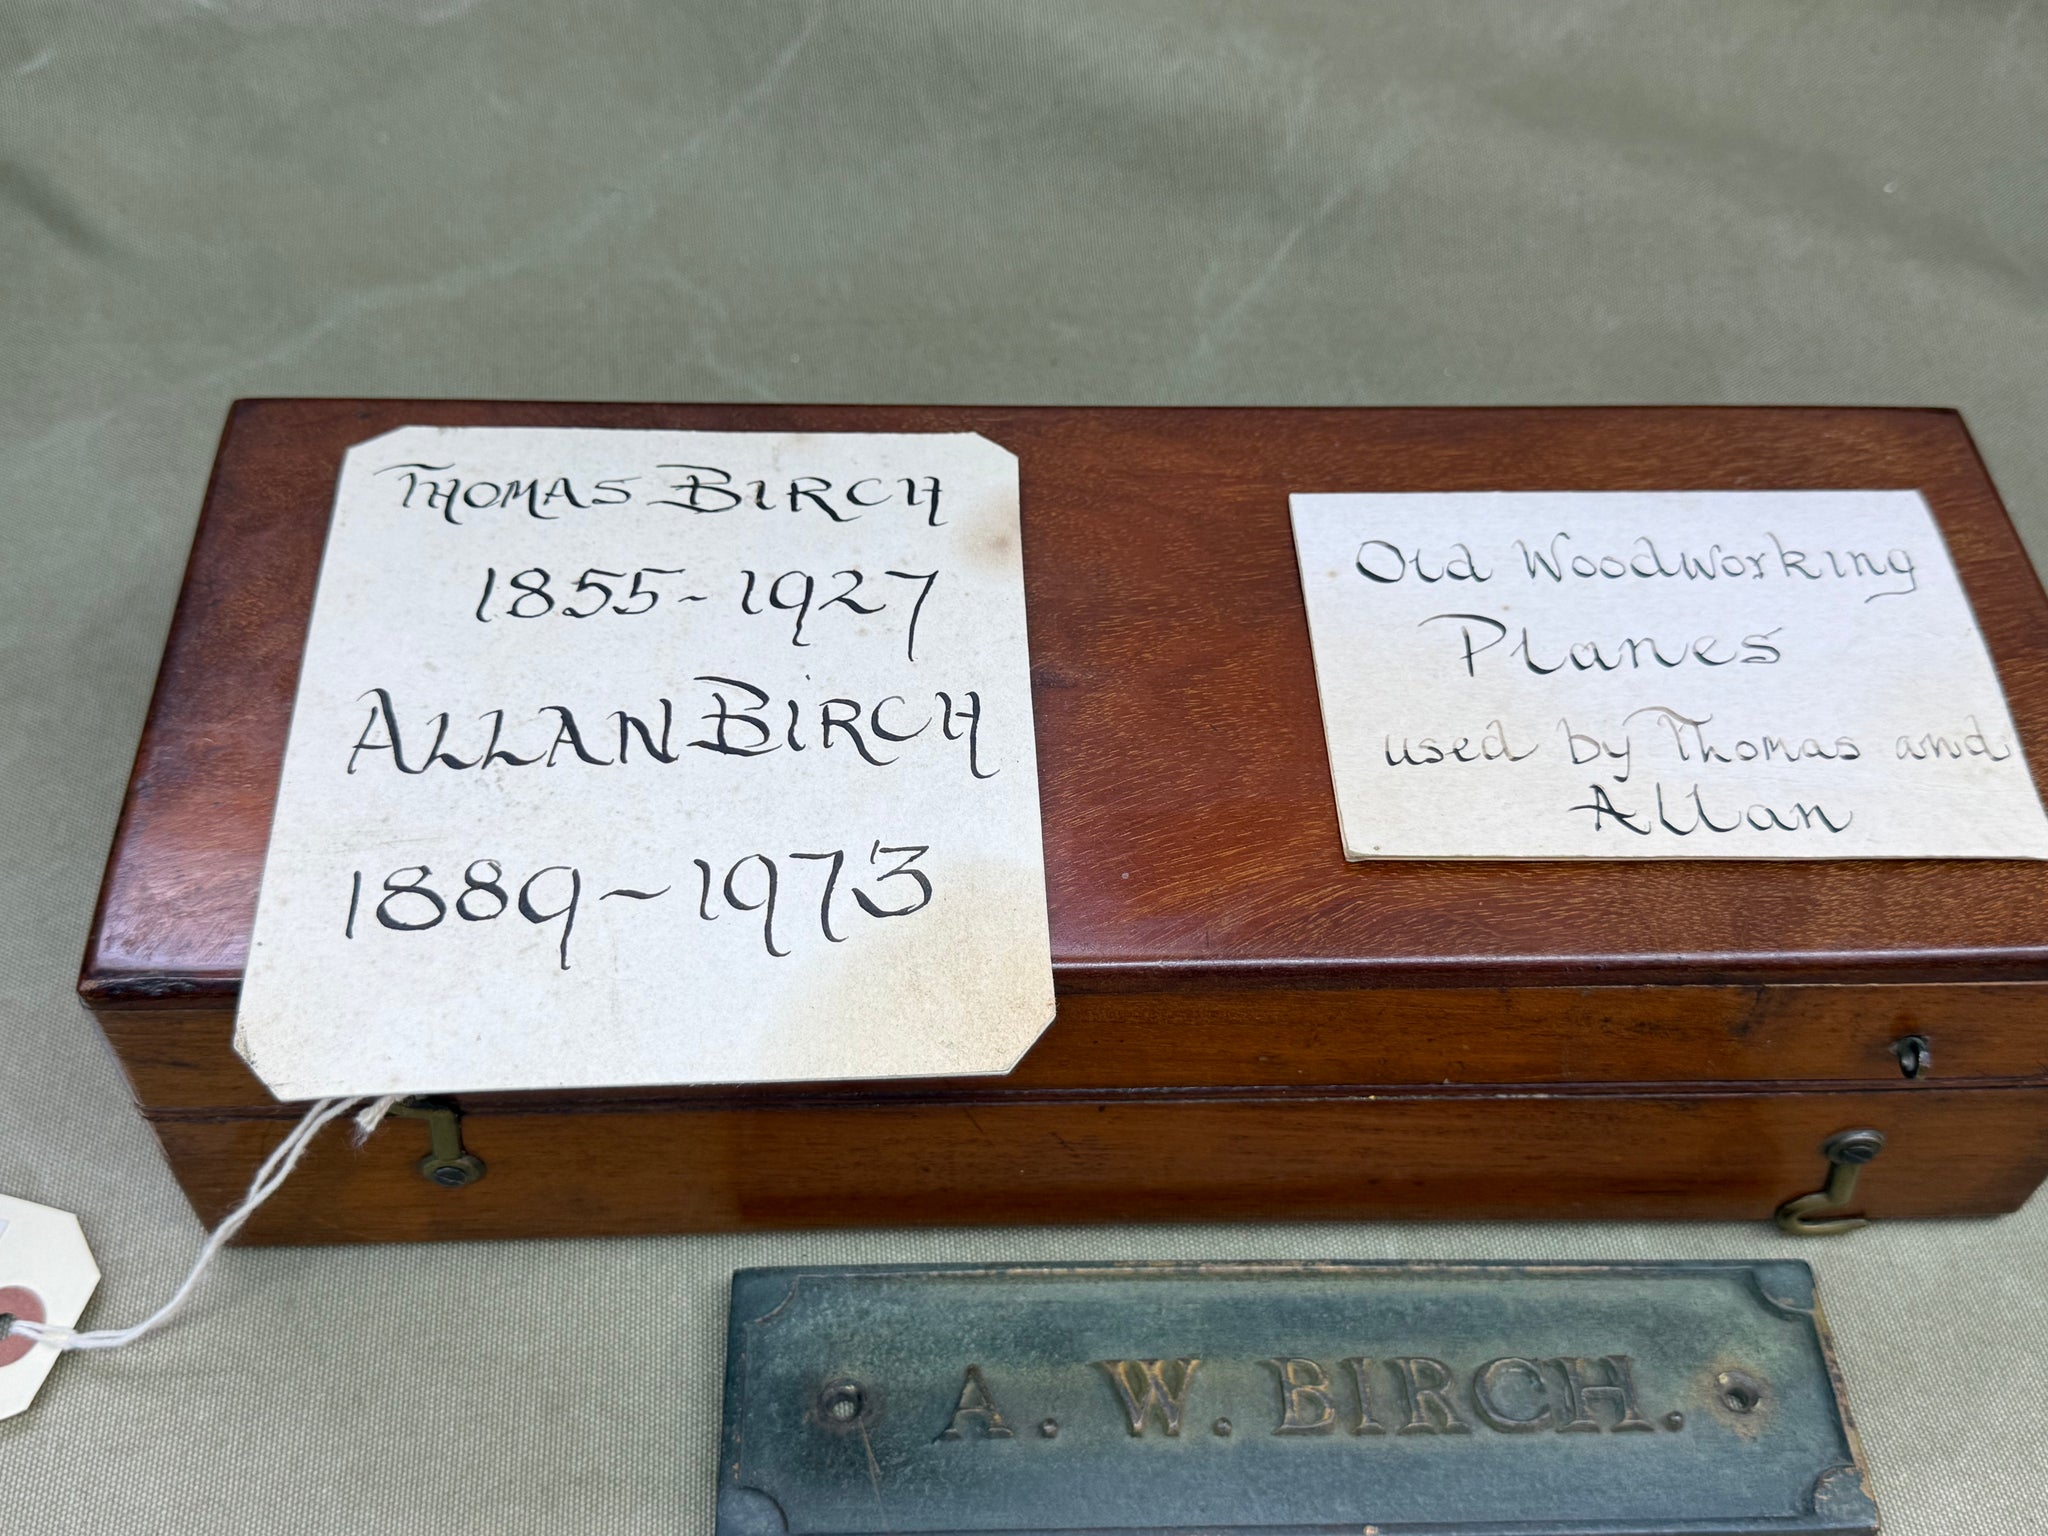 THOMAS BIRCH
1855-1927
ALLAN BIRCH
1889~1973
Old Woodworking
Planes
used by Thomas and
Allan
A. W. BIRCH.